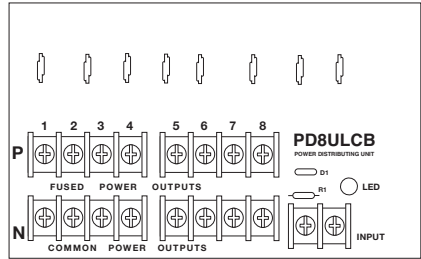 1 2 3 4 5 6 7 8
P
PD8ULCB
POWER DISTRIBUTING UNIT
D1
FUSED POWER OUTPUTS
R1
LED
N
INPUT
COMMON POWER OUTPUTS